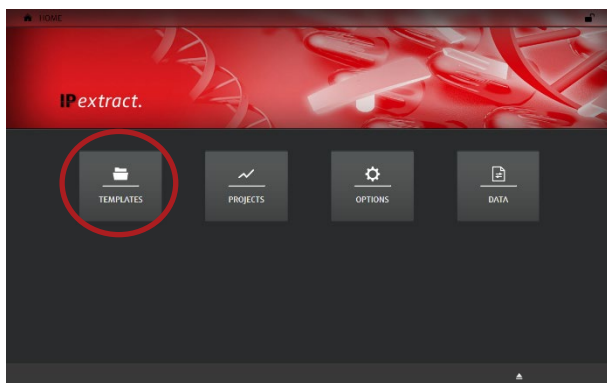 HOME
IPextract.
TEMPLATES
PROJECTS
OPTIONS
DATA